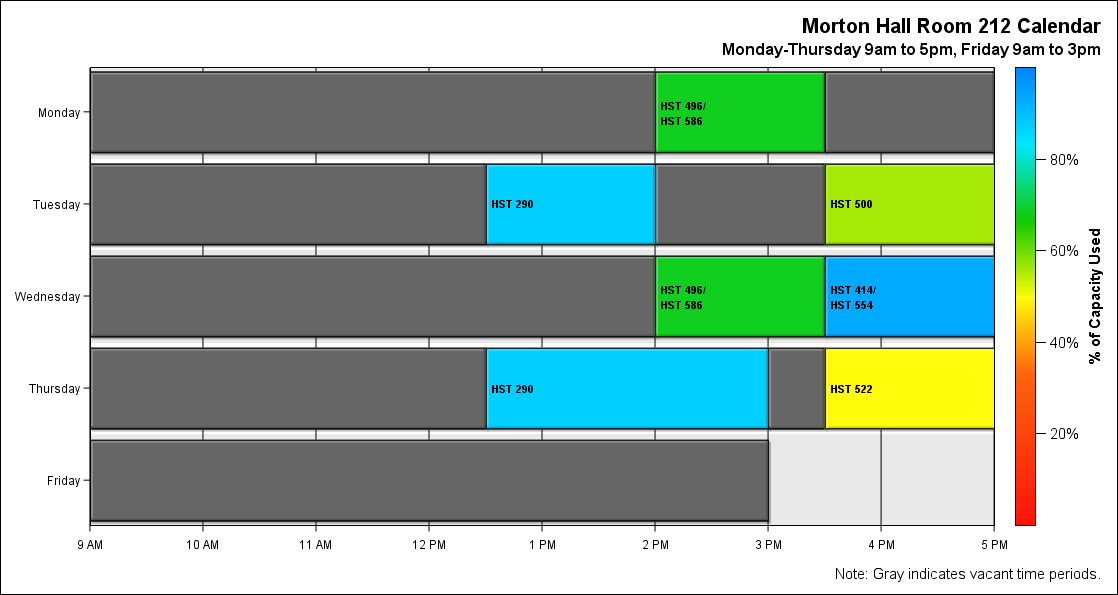 Morton Hall Room 212 Calendar
Monday-Thursday 9am to 5pm, Friday 9am to 3pm
Monday
HST 496/
HST 586
Tuesday
HST 290
HST 500
Wednesday
HST 496/
HST 586
HST 414/
HST 554
Thursday
HST 290
HST 522
Friday
9 AM 10 AM 11 AM 12 PM 1 PM 2 PM 3 PM 4 PM 5 PM
80%
60%
40%
20%
% of Capacity Used
Note: Gray indicates vacant time periods.